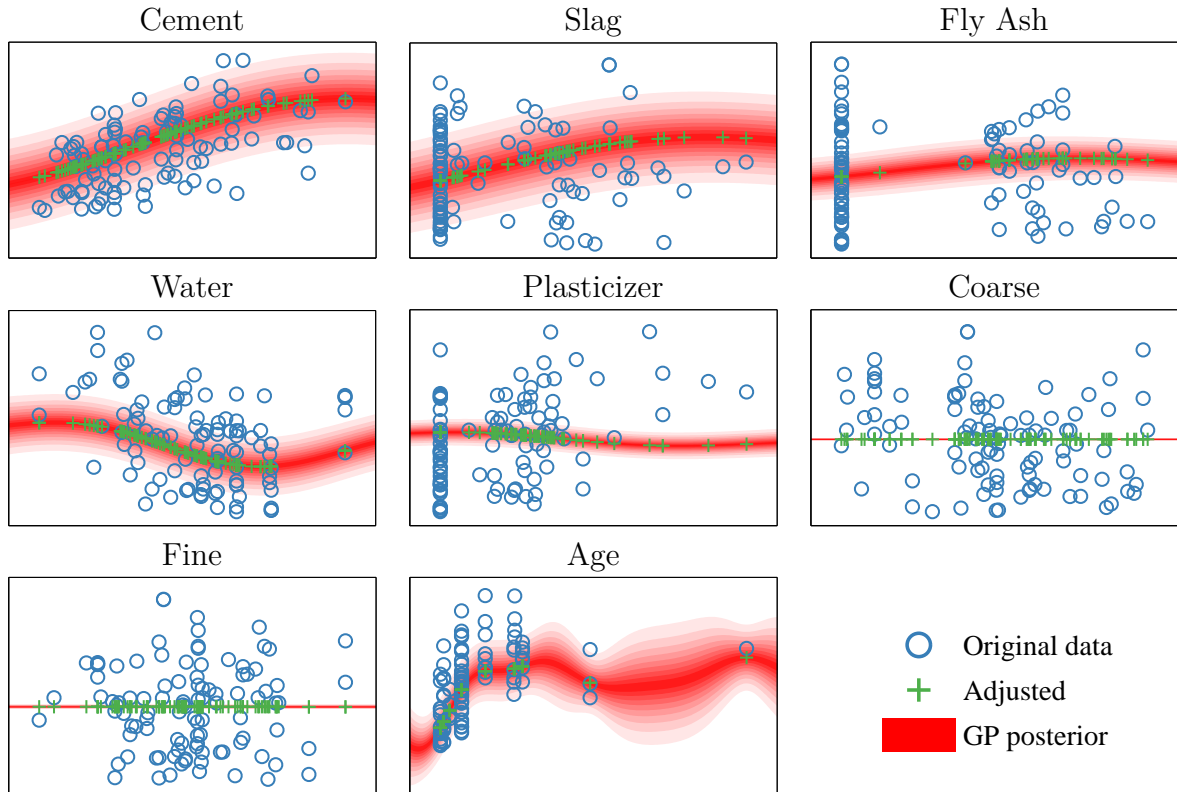 Cement
Slag
Fly Ash
Water
Plasticizer
Coarse
Fine
Age
Original data
Adjusted
GP posterior